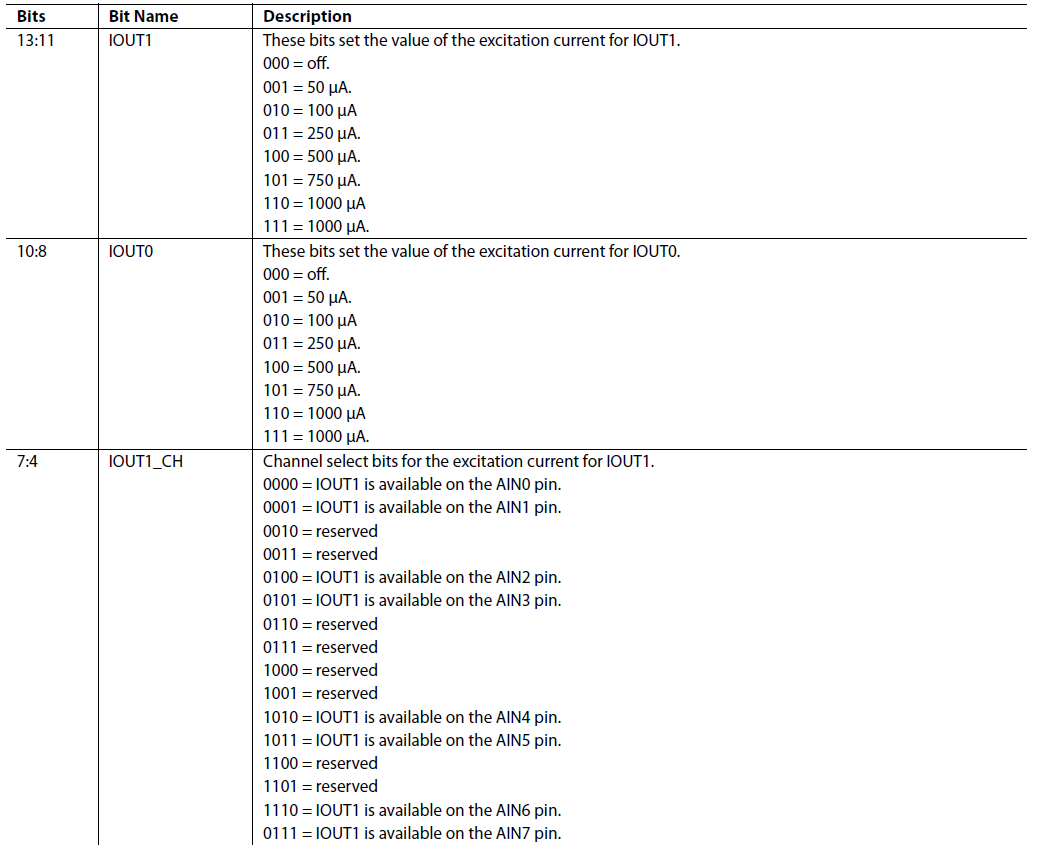 Bits Bit Name Description
13:11 IOUT1 These bits set the value of the excitation current for IOUT1.
000 = off.
001 = 50 µA.
010 = 100 µA
011 = 250 µA.
100 = 500 µA.
101 = 750 µA.
110 = 1000 µA
111 = 1000 µA.
10:8 IOUT0 These bits set the value of the excitation current for IOUT0.
000 = off.
001 = 50 µA.
010 = 100 µA
011 = 250 µA.
100 = 500 µA.
101 = 750 µA.
110 = 1000 µA
111 = 1000 µA.
7:4 IOUT1_CH Channel select bits for the excitation current for IOUT1.
0000 = IOUT1 is available on the AIN0 pin.
0001 = IOUT1 is available on the AIN1 pin.
0010 = reserved
0011 = reserved
0100 = IOUT1 is available on the AIN2 pin.
0101 = IOUT1 is available on the AIN3 pin.
0110 = reserved
0111 = reserved
1000 = reserved
1001 = reserved
1010 = IOUT1 is available on the AIN4 pin.
1011 = IOUT1 is available on the AIN5 pin.
1100 = reserved
1101 = reserved
1110 = IOUT1 is available on the AIN6 pin.
0111 = IOUT1 is available on the AIN7 pin.